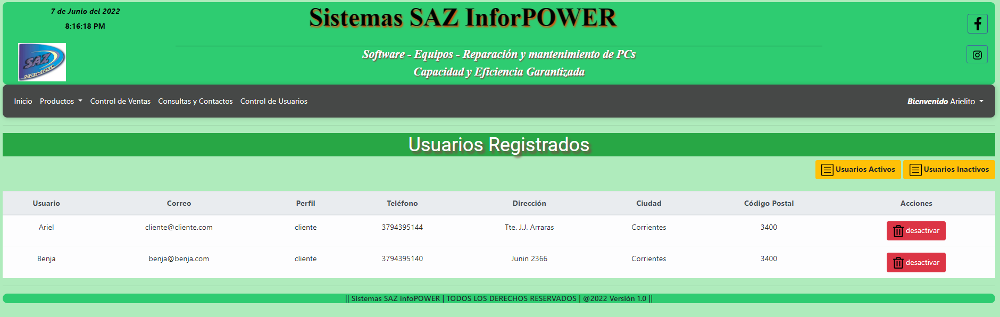 7 de Junio del 2022
8:16:18 PM
Sistemas SAZ InforPOWER
SAZ
SAZ InfoPOWER
Software - Equipos - Reparación y mantenimiento de PCs
Capacidad y Eficiencia Garantizada
Inicio Productos Control de Ventas Consultas y Contactos Control de Usuarios Bienvenido Arielito
Usuarios Registrados
Usuarios Activos Usuarios Inactivos
Usuario Correo Perfil Teléfono Dirección Ciudad Código Postal Acciones
Ariel cliente@cliente.com cliente 3794395144 Tte. J.J. Arraras Corrientes 3400 desactivar
Benja benja@benja.com cliente 3794395140 Junin 2366 Corrientes 3400 desactivar
|| Sistemas SAZ infoPOWER | TODOS LOS DERECHOS RESERVADOS | @2022 Versión 1.0 ||